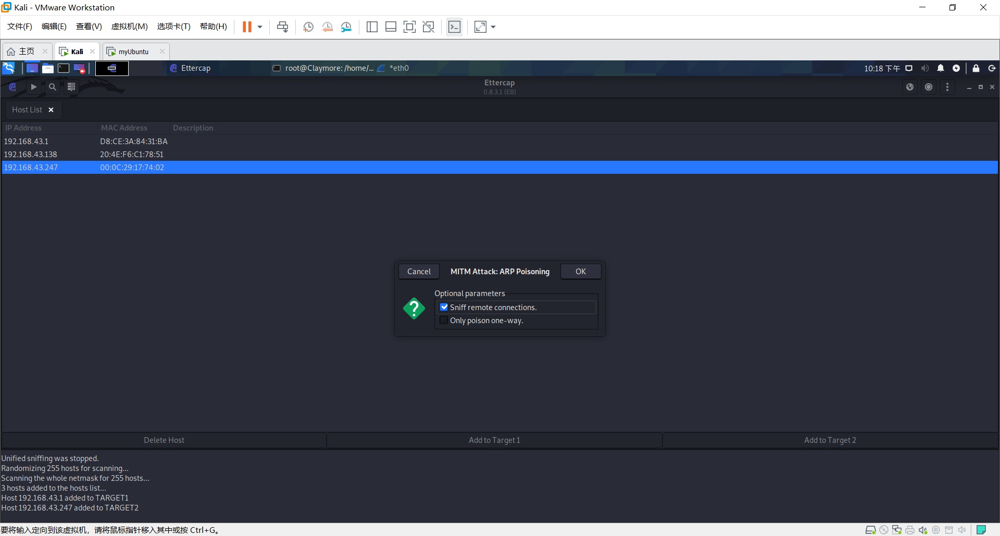 Kali - VMware Workstation
文件(F) 编辑(E) 查看(V) 虚拟机(M) 选项卡(T) 帮助(H)
主页 Kali myUbuntu
Ettercap root@Claymore: /home/... *eth0 10:18 下午
Ettercap
0.8.3.1 (EB)
Host List
IP Address MAC Address Description
192.168.43.1 D8:CE:3A:84:31:BA
192.168.43.138 20:4E:F6:C1:78:51
192.168.43.247 00:0C:29:17:74:02
Cancel MITM Attack: ARP Poisoning OK
Optional parameters
Sniff remote connections.
Only poison one-way.
Delete Host Add to Target 1 Add to Target 2
Unified sniffing was stopped.
Randomizing 255 hosts for scanning...
Scanning the whole netmask for 255 hosts...
3 hosts added to the hosts list...
Host 192.168.43.1 added to TARGET1
Host 192.168.43.247 added to TARGET2
要将输入定向到该虚拟机，请将鼠标指针移入其中或按 Ctrl+G。